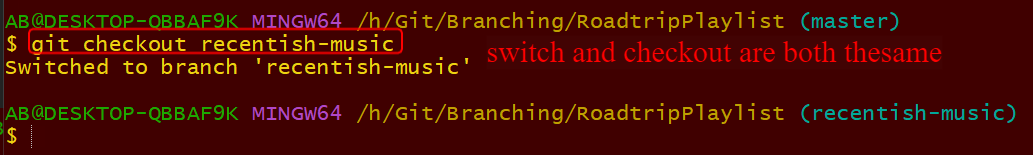 AB@DESKTOP-QBBAF9K MINGW64 /h/Git/Branching/RoadtripPlaylist (master)
$ git checkout recentish-music
switch and checkout are both thesame
Switched to branch 'recentish-music'
AB@DESKTOP-QBBAF9K MINGW64 /h/Git/Branching/RoadtripPlaylist (recentish-music)
$